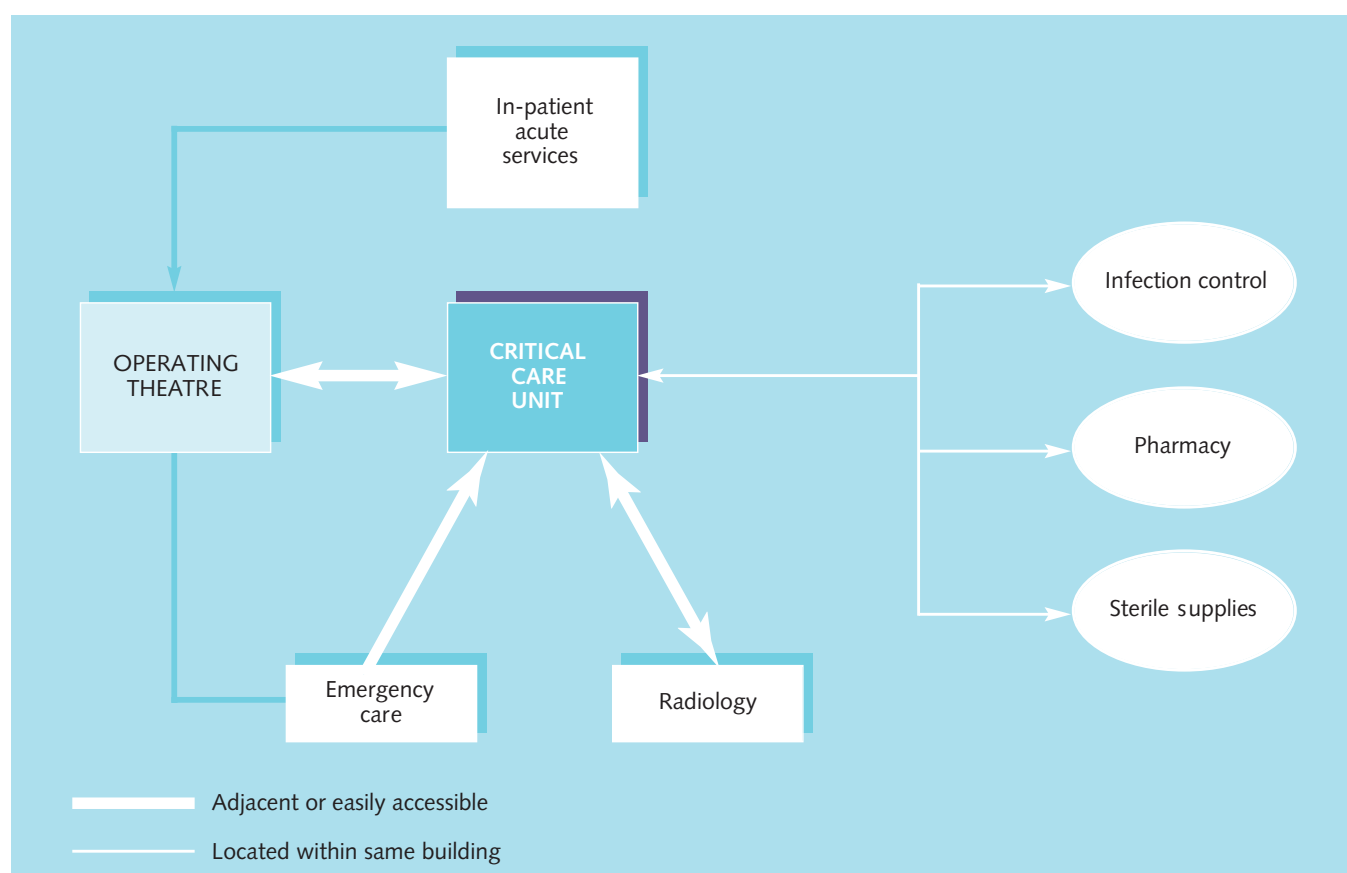 In-patient
acute
services
OPERATING
THEATRE
CRITICAL
CARE
UNIT
Infection control
Pharmacy
Sterile supplies
Emergency
care
Radiology
Adjacent or easily accessible
Located within same building